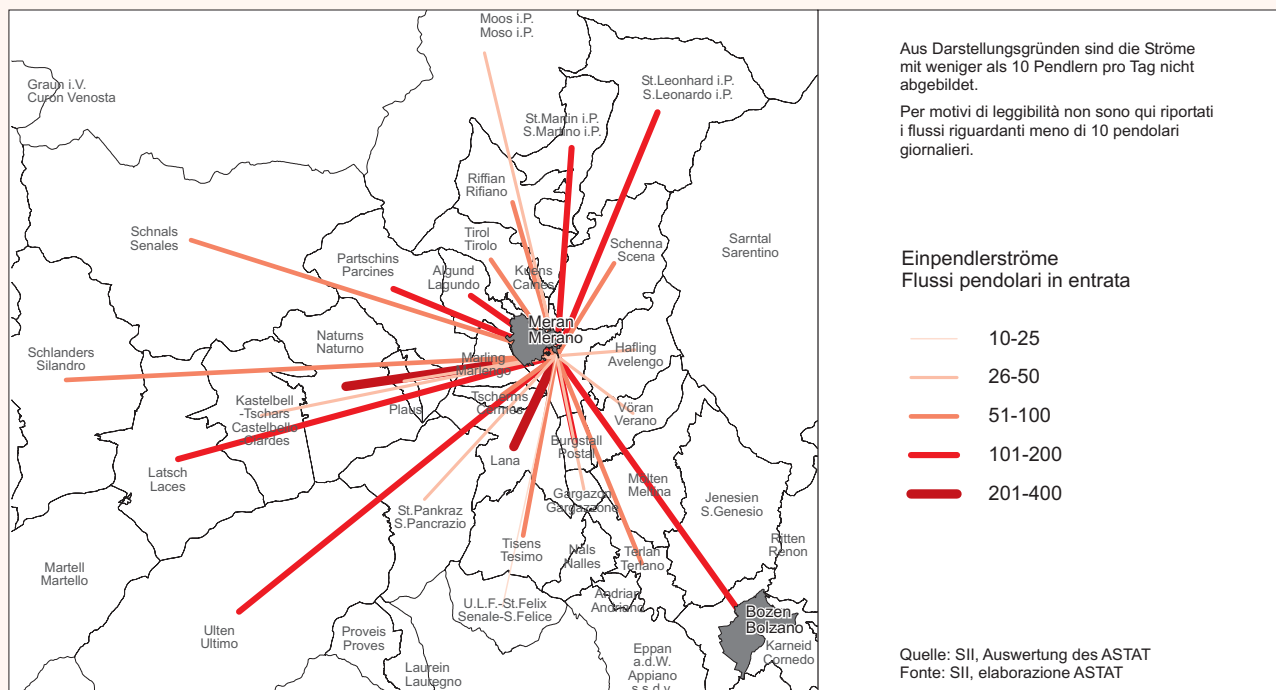 Moos i.P.
Moso i.P.
Graun i.V.
Curon Venosta
St.Leonhard i.P.
S.Leonardo i.P.
St.Martin i.P.
S.Martino i.P.
Riffian
Rifiano
Schnals
Senales
Tirol
Tirolo
Schenna
Scena
Sarntal
Sarentino
Partschins
Parcines
Algund
Lagundo
Kuens
Caines
Meran
Merano
Naturns
Naturno
Schlanders
Silandro
Marling
Marlengo
Hafling
Avelengo
Kastelbell
-Tschars
Castelbello
Ciardes
Plaus
Tscherms
Cermes
Vöran
Verano
Burgstall
Postal
Lana
Latsch
Laces
Mölten
Meltina
Gargazon
Gargazzone
Jenesien
S.Genesio
St.Pankraz
S.Pancrazio
Tisens
Tesimo
Nals
Nalles
Terlan
Terlano
Ritten
Renon
Martell
Martello
Andrian
Andriano
U.L.F.-St.Felix
Senale-S.Felice
Bozen
Bolzano
Ulten
Ultimo
Proveis
Proves
Karneid
Cornedo
Laurein
Lauregno
Eppan
a.d.W.
Appiano
s.s.d.v.
Aus Darstellungsgründen sind die Ströme
mit weniger als 10 Pendlern pro Tag nicht
abgebildet.
Per motivi di leggibilità non sono qui riportati
i flussi riguardanti meno di 10 pendolari
giornalieri.
Einpendlerströme
Flussi pendolari in entrata
10-25
26-50
51-100
101-200
201-400
Quelle: SII, Auswertung des ASTAT
Fonte: SII, elaborazione ASTAT